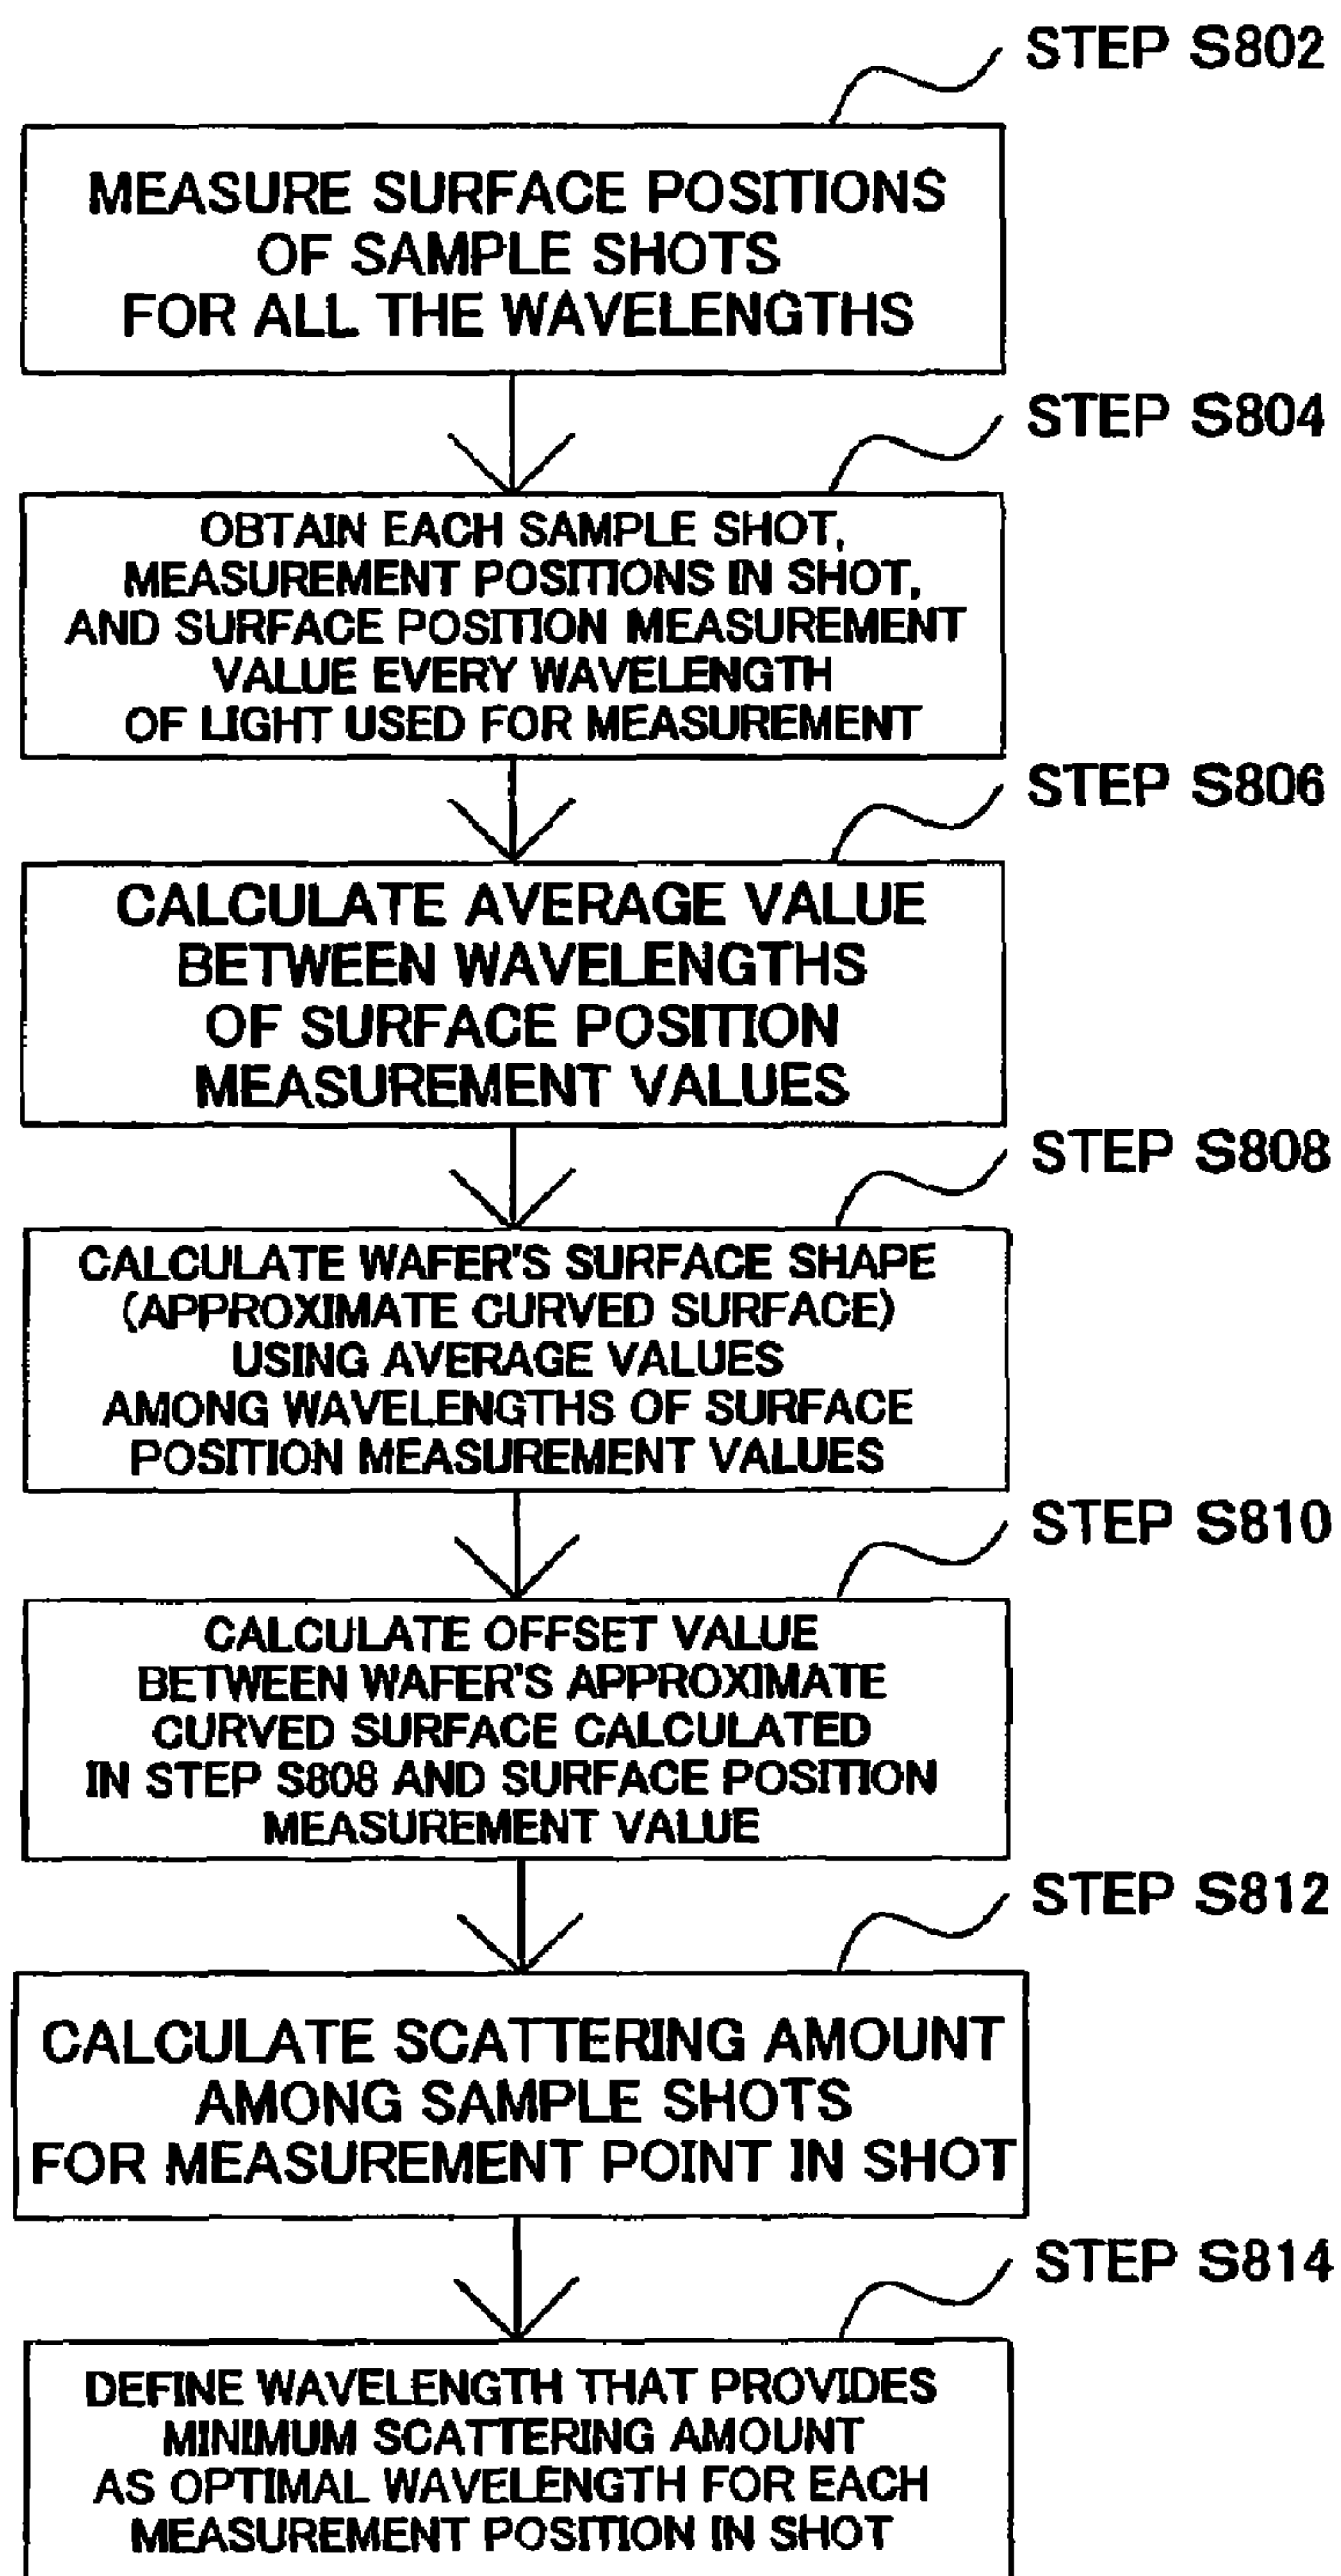 STEP S802
MEASURE SURFACE POSITIONS
OF SAMPLE SHOTS
FOR ALL THE WAVELENGTHS
STEP S804
OBTAIN EACH SAMPLE SHOT,
MEASUREMENT POSITIONS IN SHOT,
AND SURFACE POSITION MEASUREMENT
VALUE EVERY WAVELENGTH
OF LIGHT USED FOR MEASUREMENT
STEP S806
CALCULATE AVERAGE VALUE
BETWEEN WAVELENGTHS
OF SURFACE POSITION
MEASUREMENT VALUES
STEP S808
CALCULATE WAFER'S SURFACE SHAPE
(APPROXIMATE CURVED SURFACE)
USING AVERAGE VALUES
AMONG WAVELENGTHS OF SURFACE
POSITION MEASUREMENT VALUES
STEP S810
CALCULATE OFFSET VALUE
BETWEEN WAFER'S APPROXIMATE
CURVED SURFACE CALCULATED
IN STEP S808 AND SURFACE POSITION
MEASUREMENT VALUE
STEP S812
CALCULATE SCATTERING AMOUNT
AMONG SAMPLE SHOTS
FOR MEASUREMENT POINT IN SHOT
STEP S814
DEFINE WAVELENGTH THAT PROVIDES
MINIMUM SCATTERING AMOUNT
AS OPTIMAL WAVELENGTH FOR EACH
MEASUREMENT POSITION IN SHOT